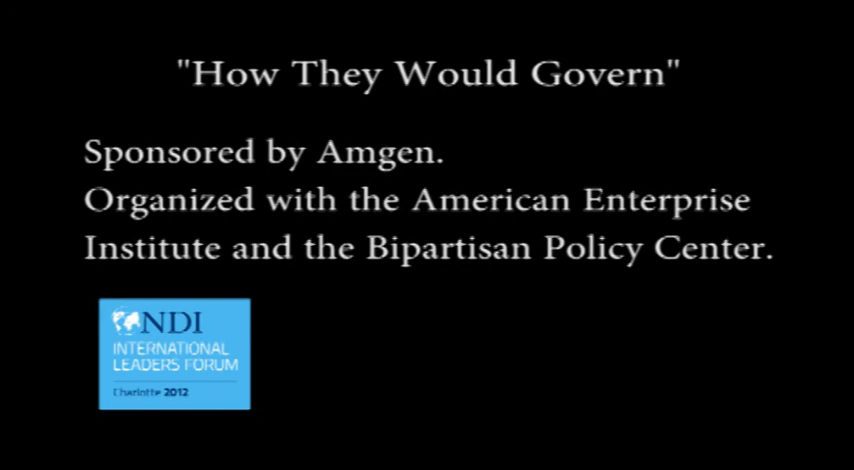 "How They Would Govern"
Sponsored by Amgen.
Organized with the American Enterprise
Institute and the Bipartisan Policy Center.
NDI
INTERNATIONAL
LEADERS FORUM
Charlotte 2012